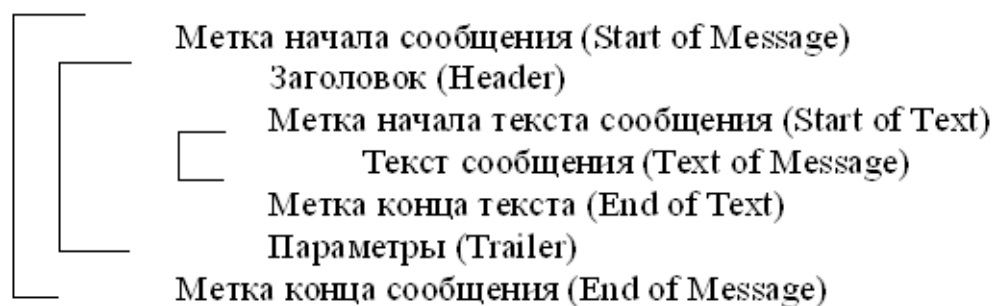 Метка начала сообщения (Start of Message)
Заголовок (Header)
Метка начала текста сообщения (Start of Text)
Текст сообщения (Text of Message)
Метка конца текста (End of Text)
Параметры (Trailer)
Метка конца сообщения (End of Message)